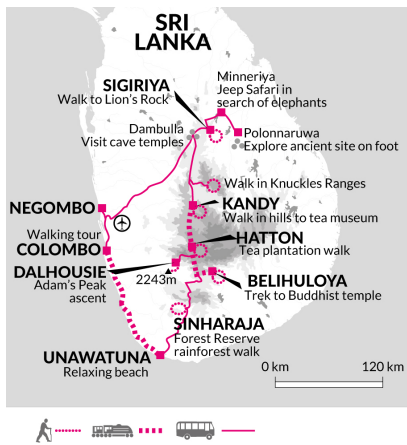 SRI
LANKA
Minneriya
Jeep Safari in
search of elephants
SIGIRIYA
Walk to Lion's Rock
Dambulla
Visit cave temples
Polonnaruwa
Explore ancient site on foot
Walk in Knuckles Ranges
NEGOMBO
KANDY
Walk in hills to tea museum
Walking tour
COLOMBO
HATTON
Tea plantation walk
DALHOUSIE
Adam's Peak
ascent
2243m
BELIHULOYA
Trek to Buddhist temple
SINHARAJA
Forest Reserve
rainforest walk
UNAWATUNA
Relaxing beach
0 km
120 km